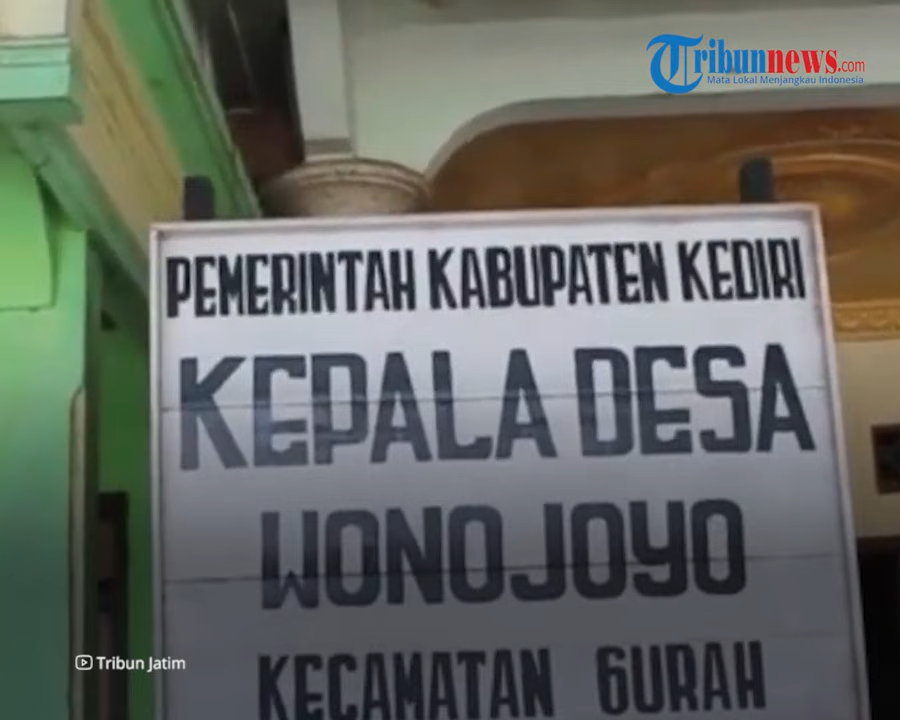 Tribunnews.com
Mata Lokal Menjangkau Indonesia
PEMERINTAH KABUPATEN KEDIRI
KEPALA DESA
WONOJOYO
KECAMATAN GURAH
Tribun Jatim